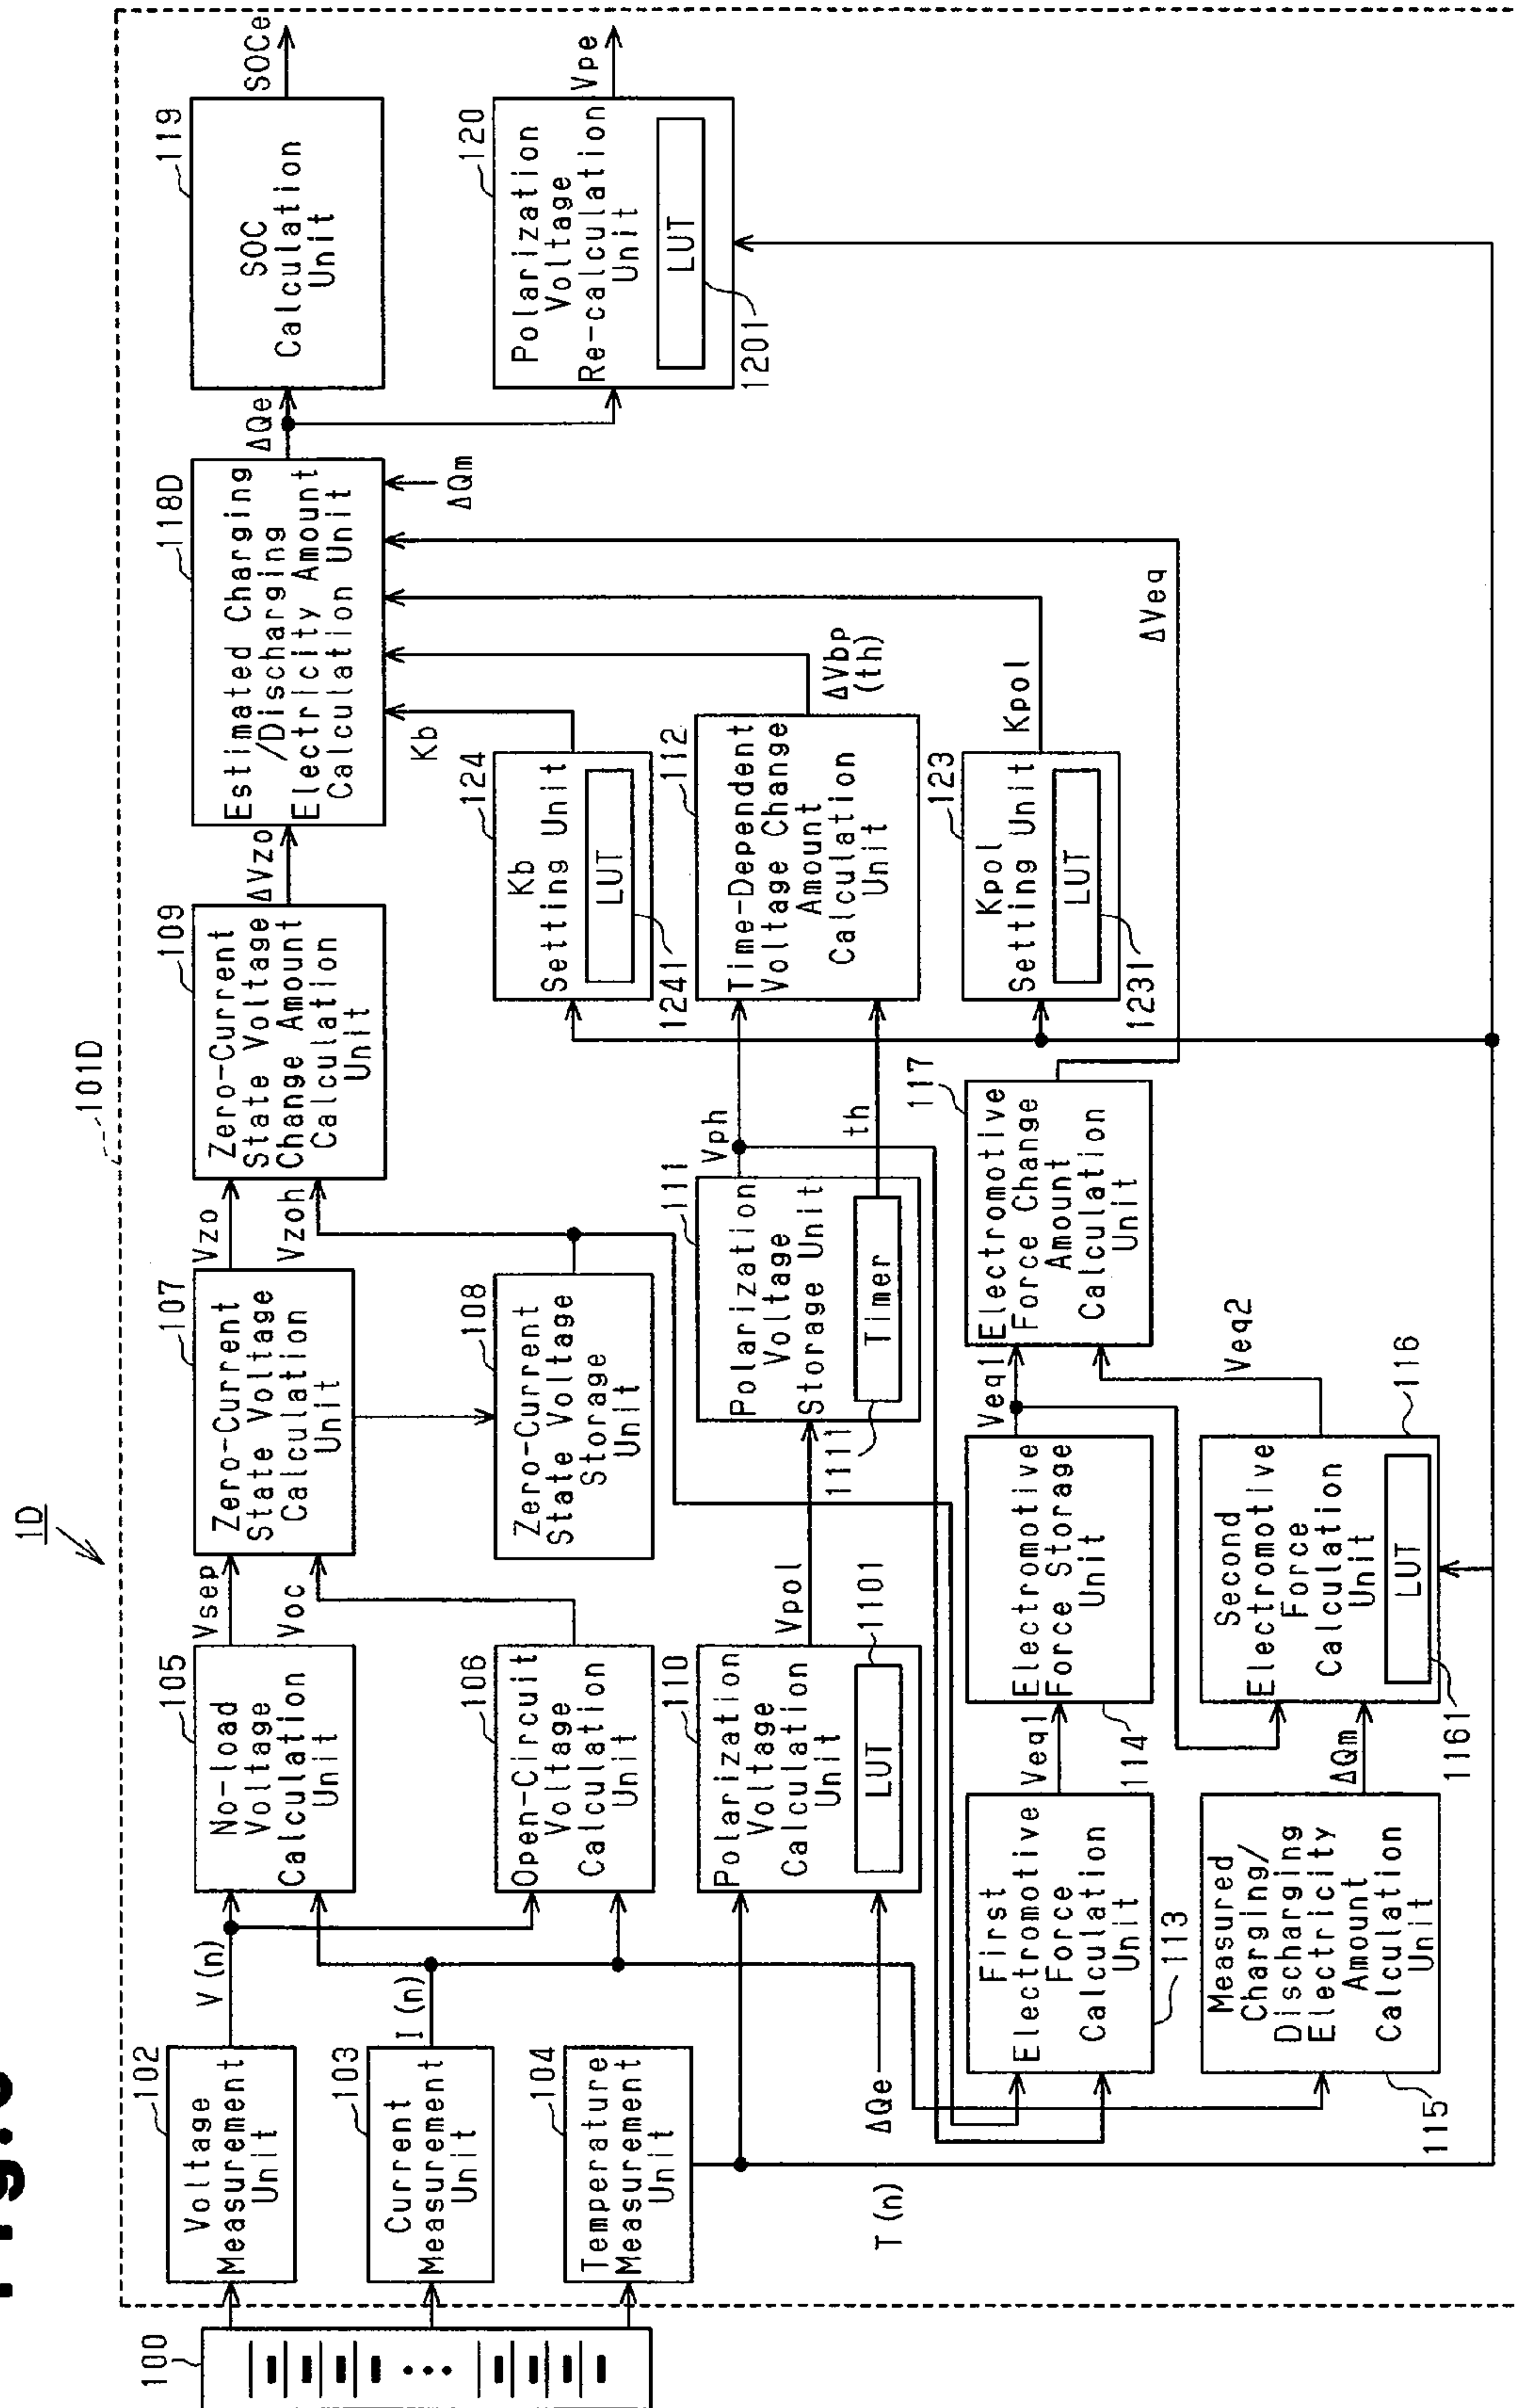 1D
101D
100
102
Voltage
Measurement
Unit
V(n)
103
Current
Measurement
Unit
I(n)
104
Temperature
Measurement
Unit
T(n)
105
No-load
Voltage
Calculation
Unit
Vsep
106
Open-Circuit
Voltage
Calculation
Unit
Voc
107
Zero-Current
State Voltage
Calculation
Unit
Vzo
108
Zero-Current
State Voltage
Storage
Unit
Vzoh
109
Zero-Current
State Voltage
Change Amount
Calculation
Unit
ΔVzo
118D
Estimated Charging
/Discharging
Electricity Amount
Calculation Unit
ΔQe
ΔQm
119
SOC
Calculation
Unit
SOCe
120
Polarization
Voltage
Re-calculation
Unit
LUT
1201
Vpe
ΔQe
110
Polarization
Voltage
Calculation
Unit
LUT
1101
Vpol
111
Polarization
Voltage
Storage Unit
Timer
1111
Vph
th
124
Kb
Setting Unit
LUT
1241
Kb
112
Time-Dependent
Voltage Change
Amount
Calculation
Unit
ΔVbp
(th)
123
Kpol
Setting Unit
LUT
1231
Kpol
First
Electromotive
Force
Calculation
Unit
113
Veq1
Electromotive
Force Storage
Unit
114
Veq1
117
Electromotive
Force Change
Amount
Calculation
Unit
ΔVeq
Measured
Charging/
Discharging
Electricity
Amount
Calculation
Unit
115
ΔQm
116
Second
Electromotive
Force
Calculation
Unit
LUT
1161
Veq2